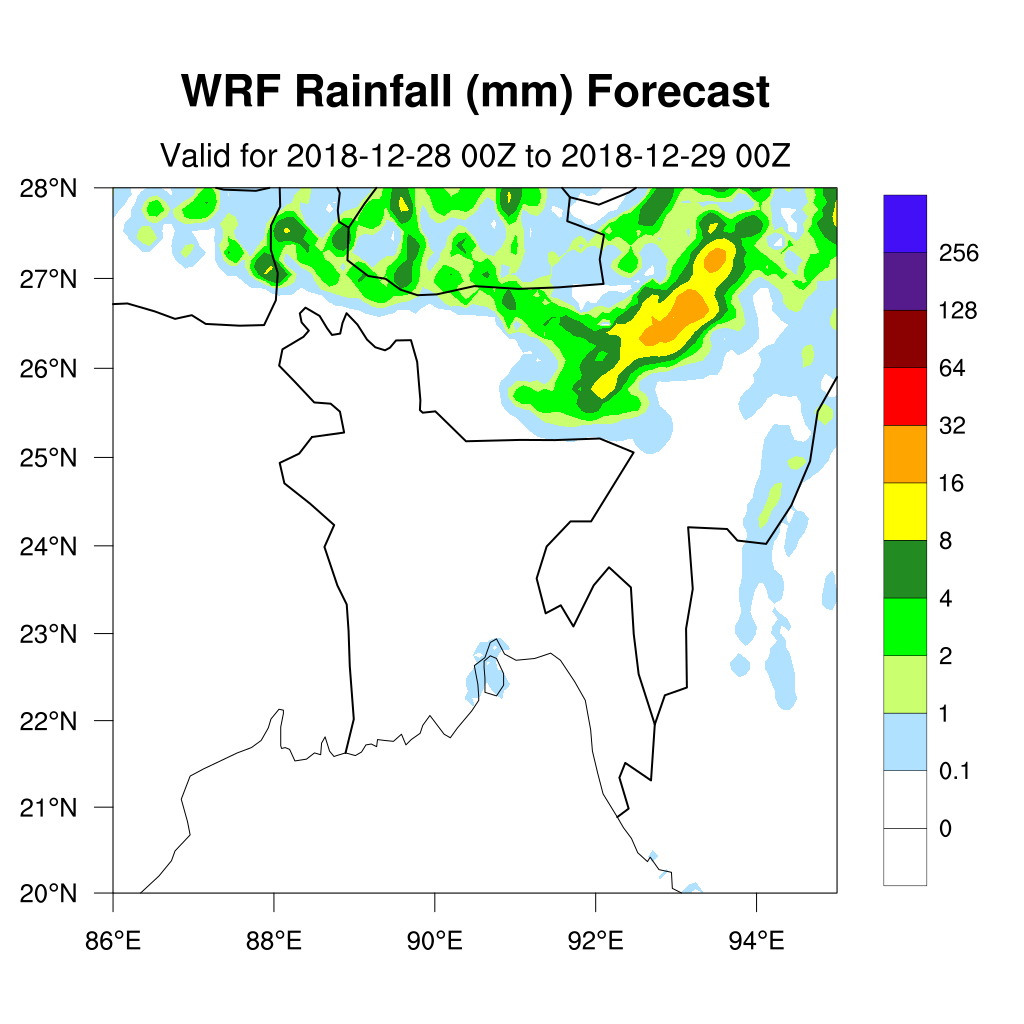 WRF Rainfall (mm) Forecast
Valid for 2018-12-28 00Z to 2018-12-29 00Z
28°N
27°N
26°N
25°N
24°N
23°N
22°N
21°N
20°N
86°E
88°E
90°E
92°E
94°E
256
128
64
32
16
8
4
2
1
0.1
0